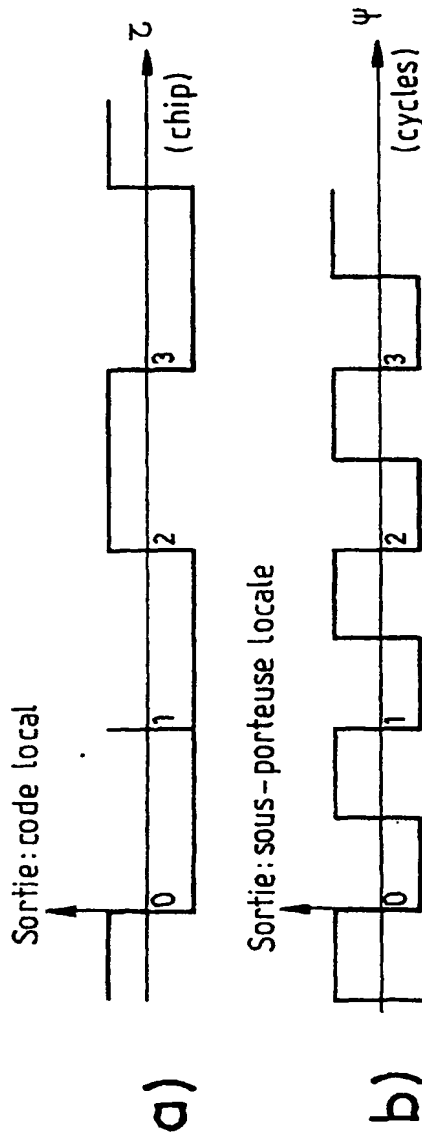 Sortie: code local
0 1 2 3
τ
(chip)
a)
Sortie: sous-porteuse locale
0 1 2 3
ψ
(cycles)
b)